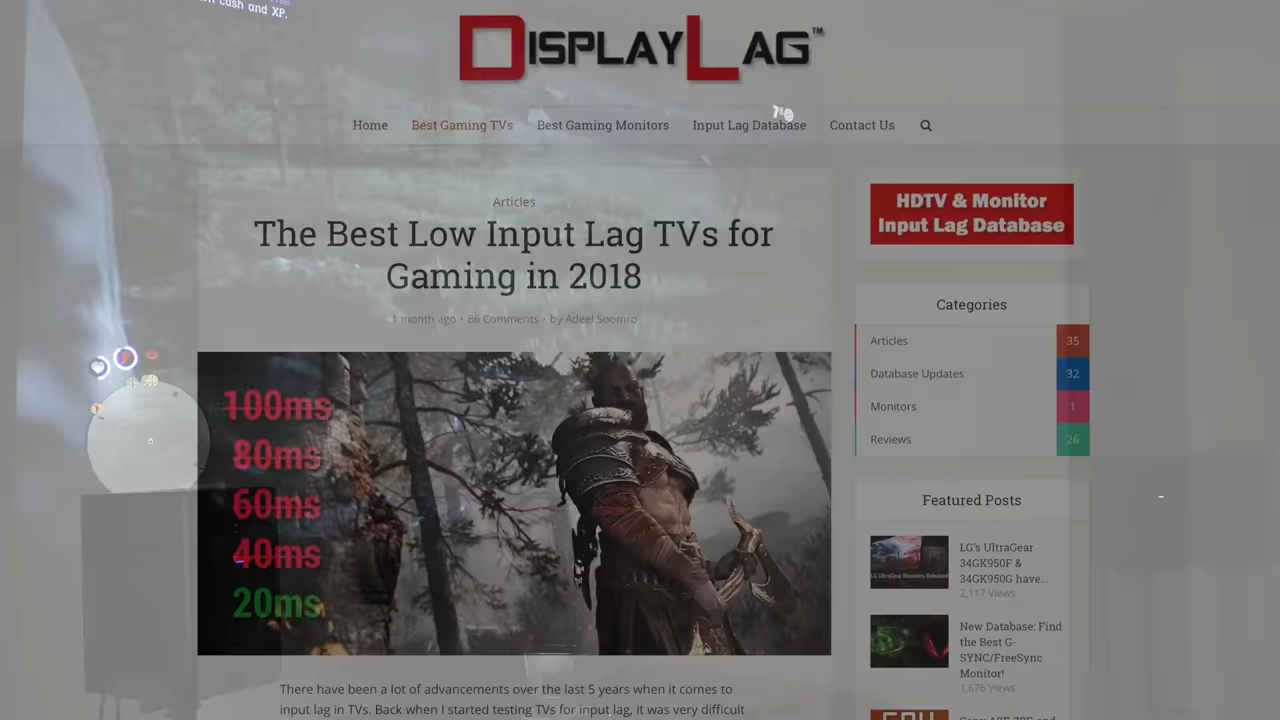 cash and XP.
DISPLAYLAG™
Home Best Gaming TVs Best Gaming Monitors Input Lag Database Contact Us
Articles
The Best Low Input Lag TVs for
Gaming in 2018
1 month ago • 86 Comments • by Adeel Soomro
100ms
80ms
60ms
40ms
20ms
There have been a lot of advancements over the last 5 years when it comes to
input lag in TVs. Back when I started testing TVs for input lag, it was very difficult
HDTV & Monitor
Input Lag Database
Categories
Articles 35
Database Updates 32
Monitors 1
Reviews 26
Featured Posts
LG's UltraGear
34GK950F &
34GK950G have...
2,117 Views
LG UltraGear Monitors Released
New Database: Find
the Best G-
SYNC/FreeSync
Monitor!
1,676 Views